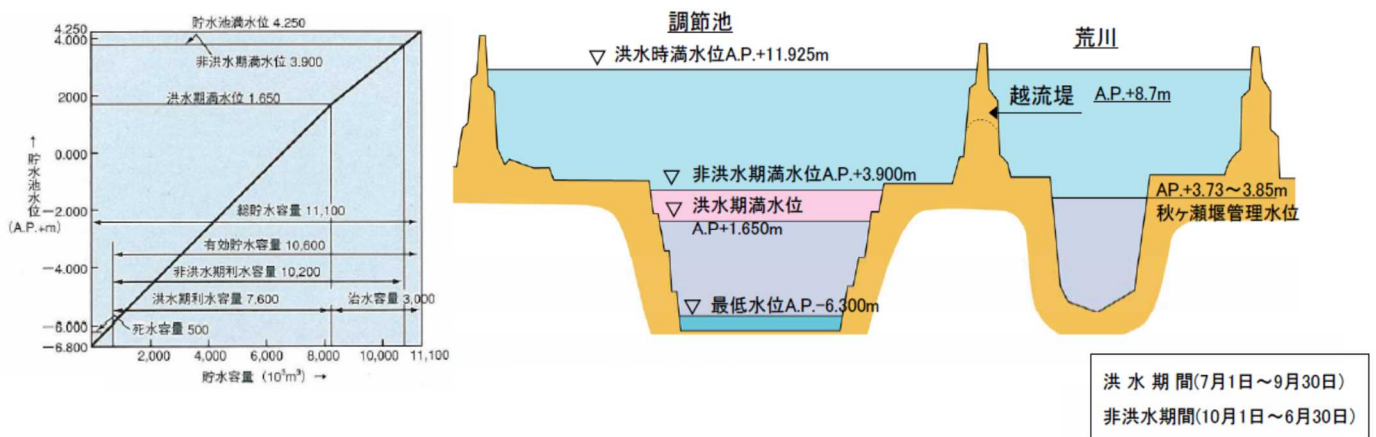 貯水池満水位 4.250
4.250
4.000
非洪水期満水位 3.900
2000
洪水期満水位 1.650
0.000
↑
貯水池水位
(A.P.+m)
−2.000
総貯水容量 11,100
有効貯水容量 10,600
−4.000
非洪水期利水容量 10,200
洪水期利水容量 7,600
治水容量 3,000
−6.000
死水容量 500
−6.800
2,000
4,000
6,000
8,000
10,000
11,100
貯水容量 (10³m³) →
調節池
荒川
▽ 洪水時満水位A.P.+11.925m
越流堤
A.P.+8.7m
▽ 非洪水期満水位A.P.+3.900m
▽ 洪水期満水位
A.P+1.650m
AP.+3.73～3.85m
秋ヶ瀬堰管理水位
▽ 最低水位A.P.−6.300m
洪 水 期 間(7月1日～9月30日)
非洪水期間(10月1日～6月30日)